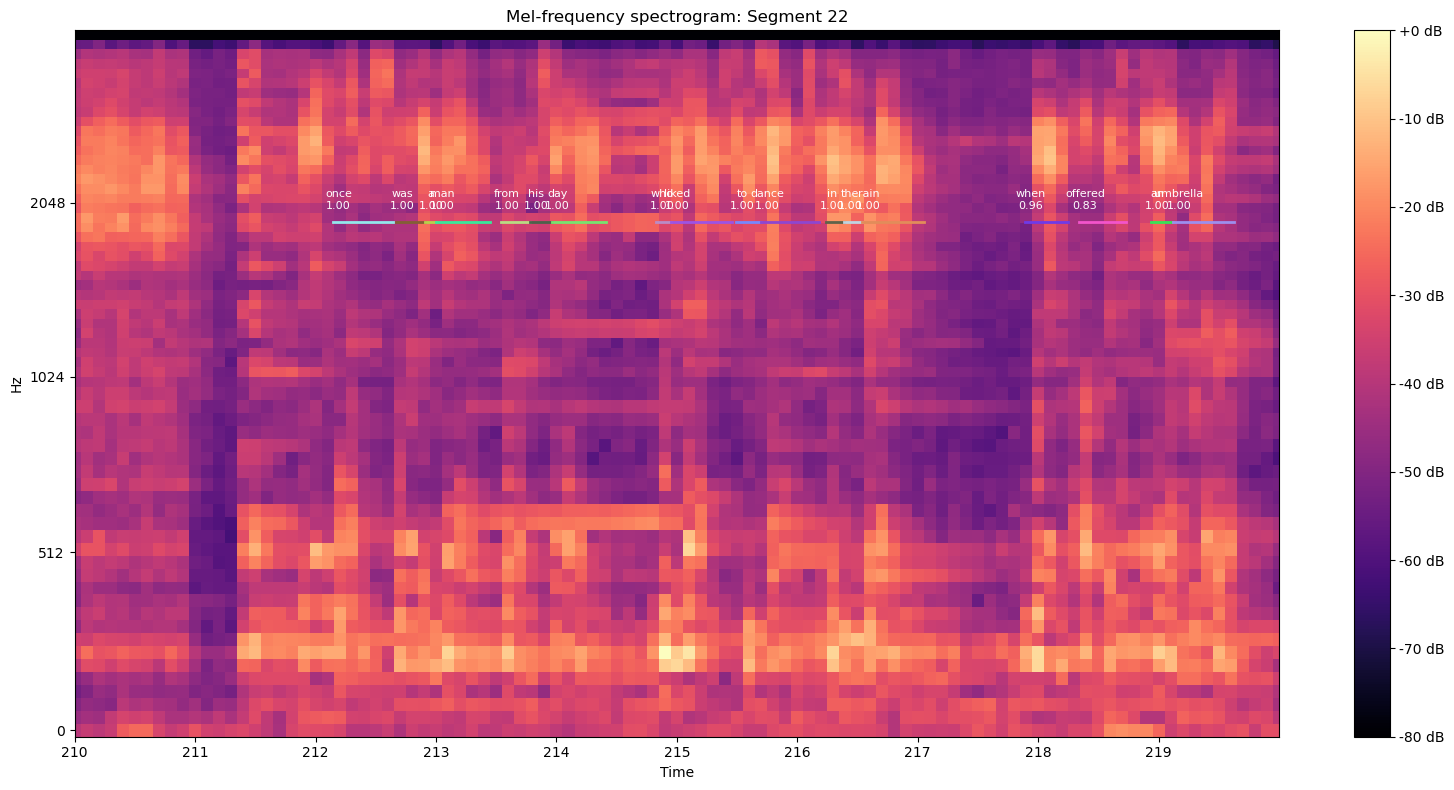 Mel-frequency spectrogram: Segment 22
once was a man from his day who liked to dance in the rain when offered an umbrella
1.00 1.00 1.00 1.00 1.00 1.00 1.00 1.00 1.00 1.00 1.00 1.00 1.00 1.00 0.96 0.83 1.00 1.00
2048
1024
512
0
Hz
210 211 212 213 214 215 216 217 218 219
Time
+0 dB
-10 dB
-20 dB
-30 dB
-40 dB
-50 dB
-60 dB
-70 dB
-80 dB